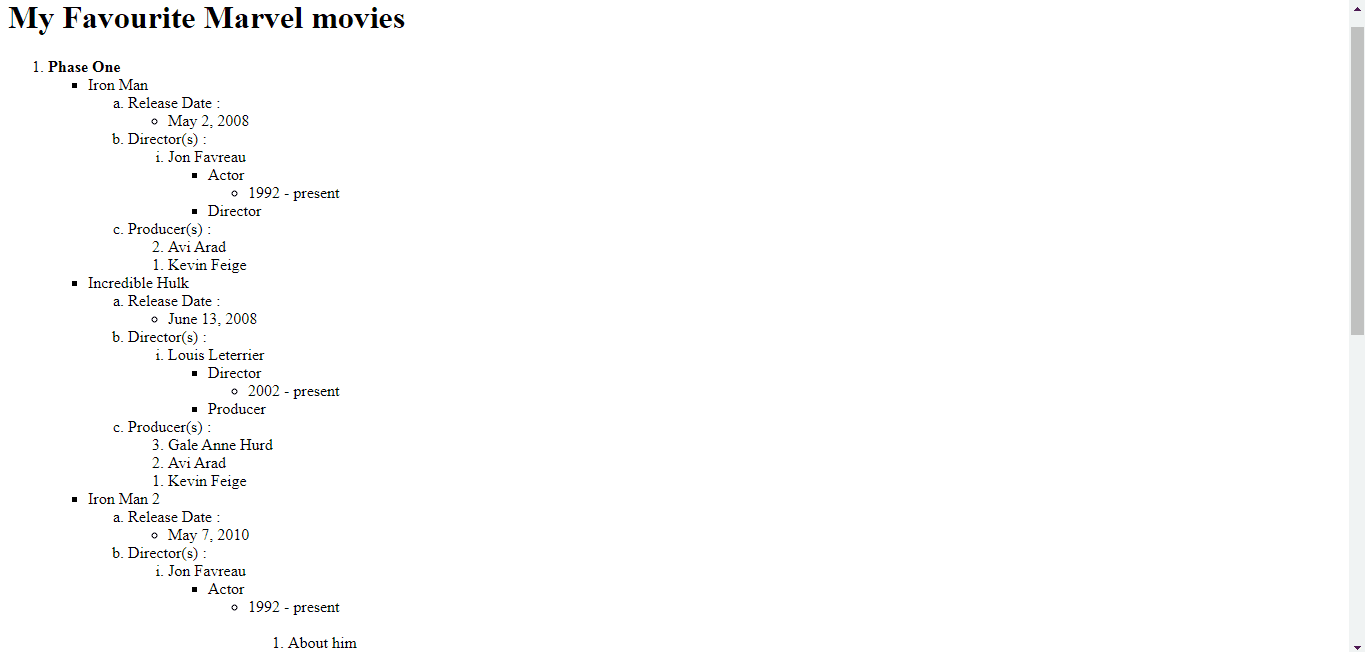 My Favourite Marvel movies
1. Phase One
▪ Iron Man
a. Release Date :
◦ May 2, 2008
b. Director(s) :
i. Jon Favreau
▪ Actor
◦ 1992 - present
▪ Director
c. Producer(s) :
2. Avi Arad
1. Kevin Feige
▪ Incredible Hulk
a. Release Date :
◦ June 13, 2008
b. Director(s) :
i. Louis Leterrier
▪ Director
◦ 2002 - present
▪ Producer
c. Producer(s) :
3. Gale Anne Hurd
2. Avi Arad
1. Kevin Feige
▪ Iron Man 2
a. Release Date :
◦ May 7, 2010
b. Director(s) :
i. Jon Favreau
▪ Actor
◦ 1992 - present
1. About him